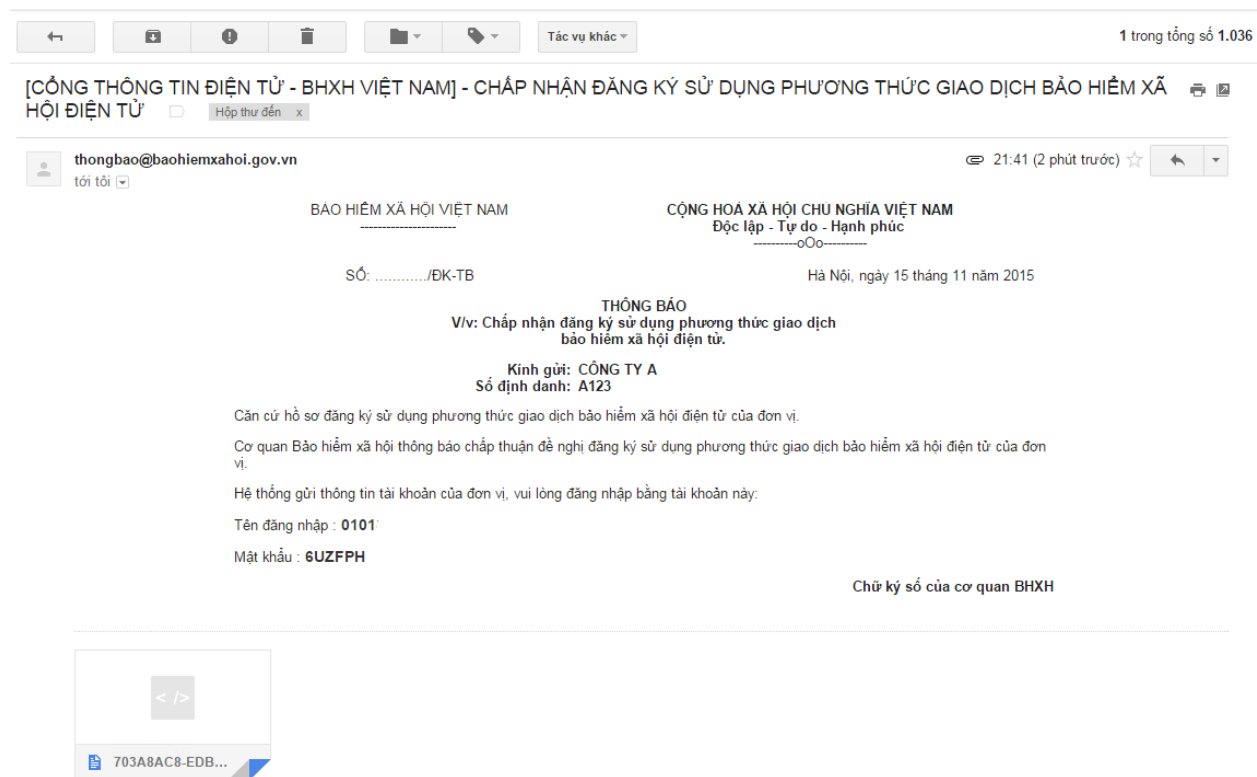 Tác vụ khác
1 trong tổng số 1.036
[CỔNG THÔNG TIN ĐIỆN TỬ - BHXH VIỆT NAM] - CHẤP NHẬN ĐĂNG KÝ SỬ DỤNG PHƯƠNG THỨC GIAO DỊCH BẢO HIỂM XÃ
HỘI ĐIỆN TỬ Hộp thư đến x
thongbao@baohiemxahoi.gov.vn 21:41 (2 phút trước)
tới tôi
BẢO HIỂM XÃ HỘI VIỆT NAM CỘNG HOÀ XÃ HỘI CHỦ NGHĨA VIỆT NAM
---------------------- Độc lập - Tự do - Hạnh phúc
----------oOo----------
SỐ: ............/ĐK-TB Hà Nội, ngày 15 tháng 11 năm 2015
THÔNG BÁO
V/v: Chấp nhận đăng ký sử dụng phương thức giao dịch
bảo hiểm xã hội điện tử.
Kính gửi: CÔNG TY A
Số định danh: A123
Căn cứ hồ sơ đăng ký sử dụng phương thức giao dịch bảo hiểm xã hội điện tử của đơn vị.
Cơ quan Bảo hiểm xã hội thông báo chấp thuận đề nghị đăng ký sử dụng phương thức giao dịch bảo hiểm xã hội điện tử của đơn
vị.
Hệ thống gửi thông tin tài khoản của đơn vị, vui lòng đăng nhập bằng tài khoản này:
Tên đăng nhập : 0101
Mật khẩu : 6UZFPH
Chữ ký số của cơ quan BHXH
</> 
703A8AC8-EDB...